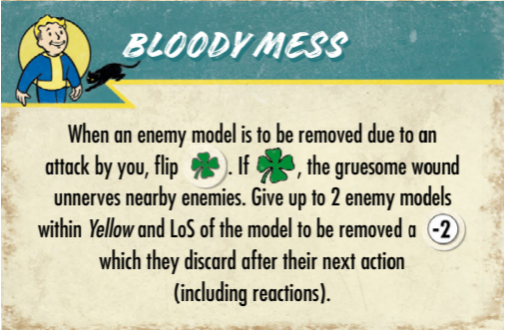 BLOODY MESS
When an enemy model is to be removed due to an
attack by you, flip . If , the gruesome wound
unnerves nearby enemies. Give up to 2 enemy models
within Yellow and LoS of the model to be removed a -2
which they discard after their next action
(including reactions).